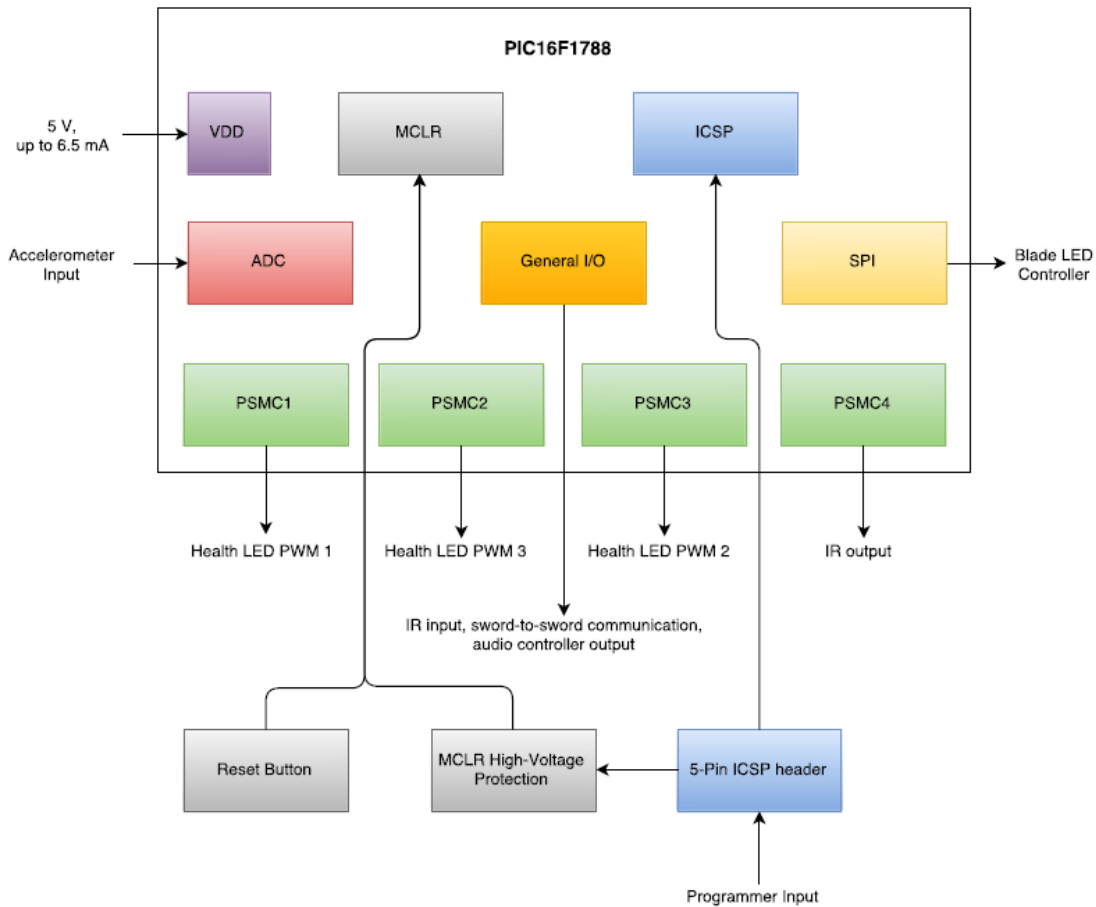 PIC16F1788
5 V,
up to 6.5 mA
VDD
MCLR
ICSP
Accelerometer
Input
ADC
General I/O
SPI
Blade LED
Controller
PSMC1
PSMC2
PSMC3
PSMC4
Health LED PWM 1
Health LED PWM 3
Health LED PWM 2
IR output
IR input, sword-to-sword communication,
audio controller output
Reset Button
MCLR High-Voltage
Protection
5-Pin ICSP header
Programmer Input